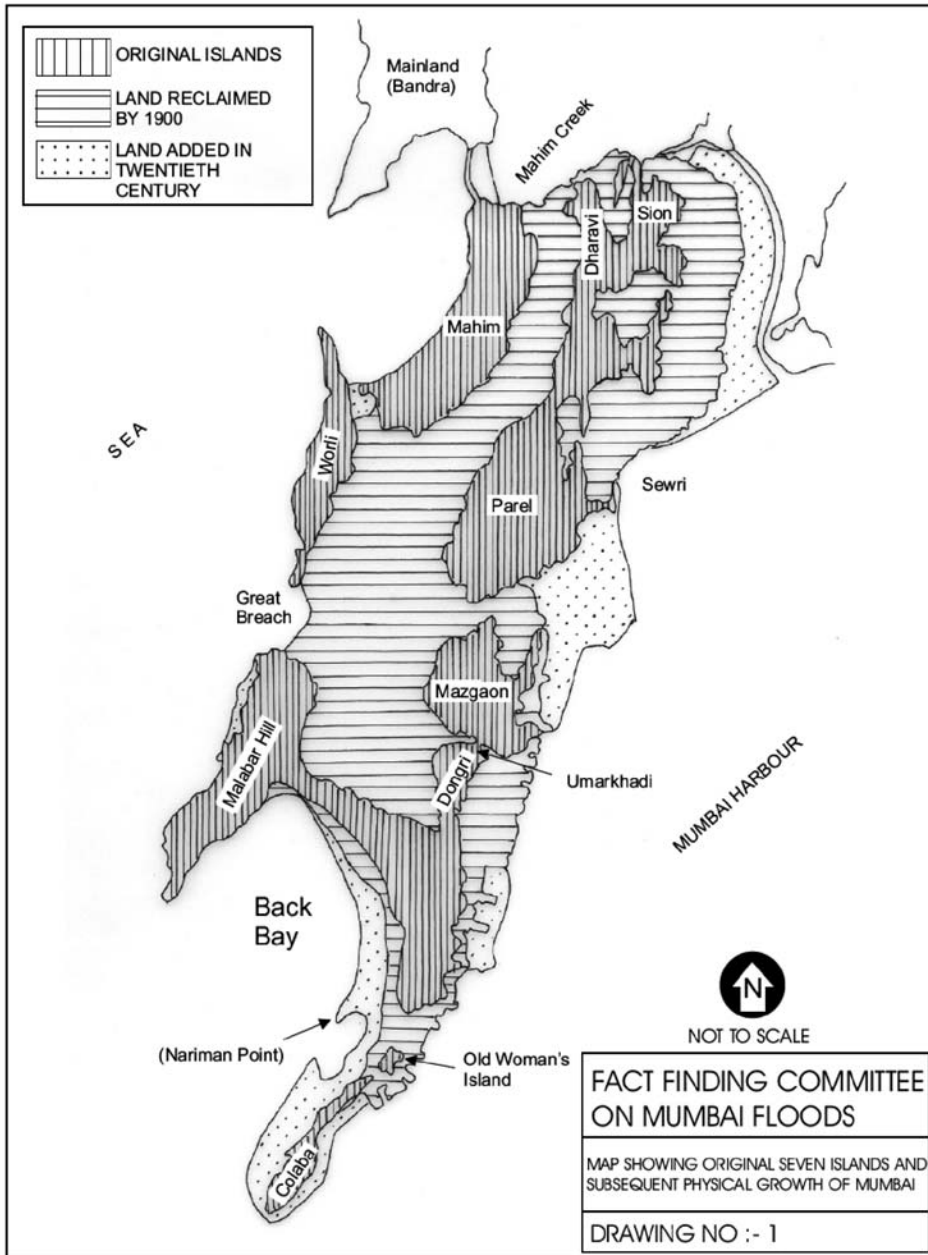 ORIGINAL ISLANDS
LAND RECLAIMED
BY 1900
LAND ADDED IN
TWENTIETH
CENTURY
Mainland
(Bandra)
Mahim Creek
Sion
Dharavi
Mahim
SEA
Worli
Sewri
Parel
Great
Breach
Mazgaon
Malabar Hill
Dongri
Umarkhadi
MUMBAI HARBOUR
Back
Bay
N
NOT TO SCALE
(Nariman Point)
Old Woman's
Island
Colaba
FACT FINDING COMMITTEE
ON MUMBAI FLOODS
MAP SHOWING ORIGINAL SEVEN ISLANDS AND
SUBSEQUENT PHYSICAL GROWTH OF MUMBAI
DRAWING NO :- 1